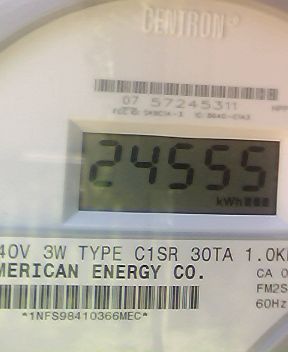 CENTRON
07 57245311
24555
kWh
40V 3W TYPE C1SR 30TA 1.0K
MERICAN ENERGY CO.
CA 0
FM2S
60Hz
*1NFS98410366MEC*